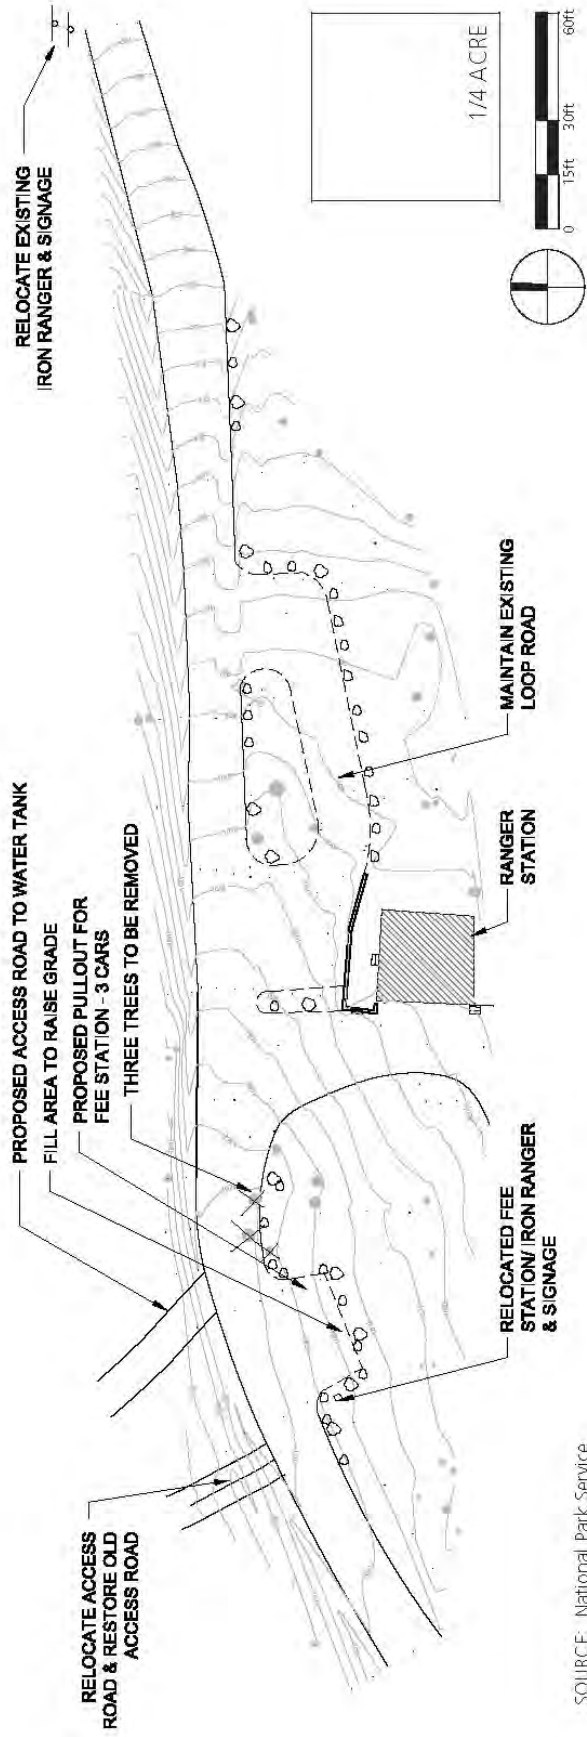 RELOCATE EXISTING
IRON RANGER & SIGNAGE
PROPOSED ACCESS ROAD TO WATER TANK
FILL AREA TO RAISE GRADE
PROPOSED PULLOUT FOR
FEE STATION - 3 CARS
THREE TREES TO BE REMOVED
RELOCATE ACCESS
ROAD & RESTORE OLD
ACCESS ROAD
RELOCATED FEE
STATION/ IRON RANGER
& SIGNAGE
RANGER
STATION
MAINTAIN EXISTING
LOOP ROAD
1/4 ACRE
0 15ft 30ft 60ft
SOURCE: National Park Service